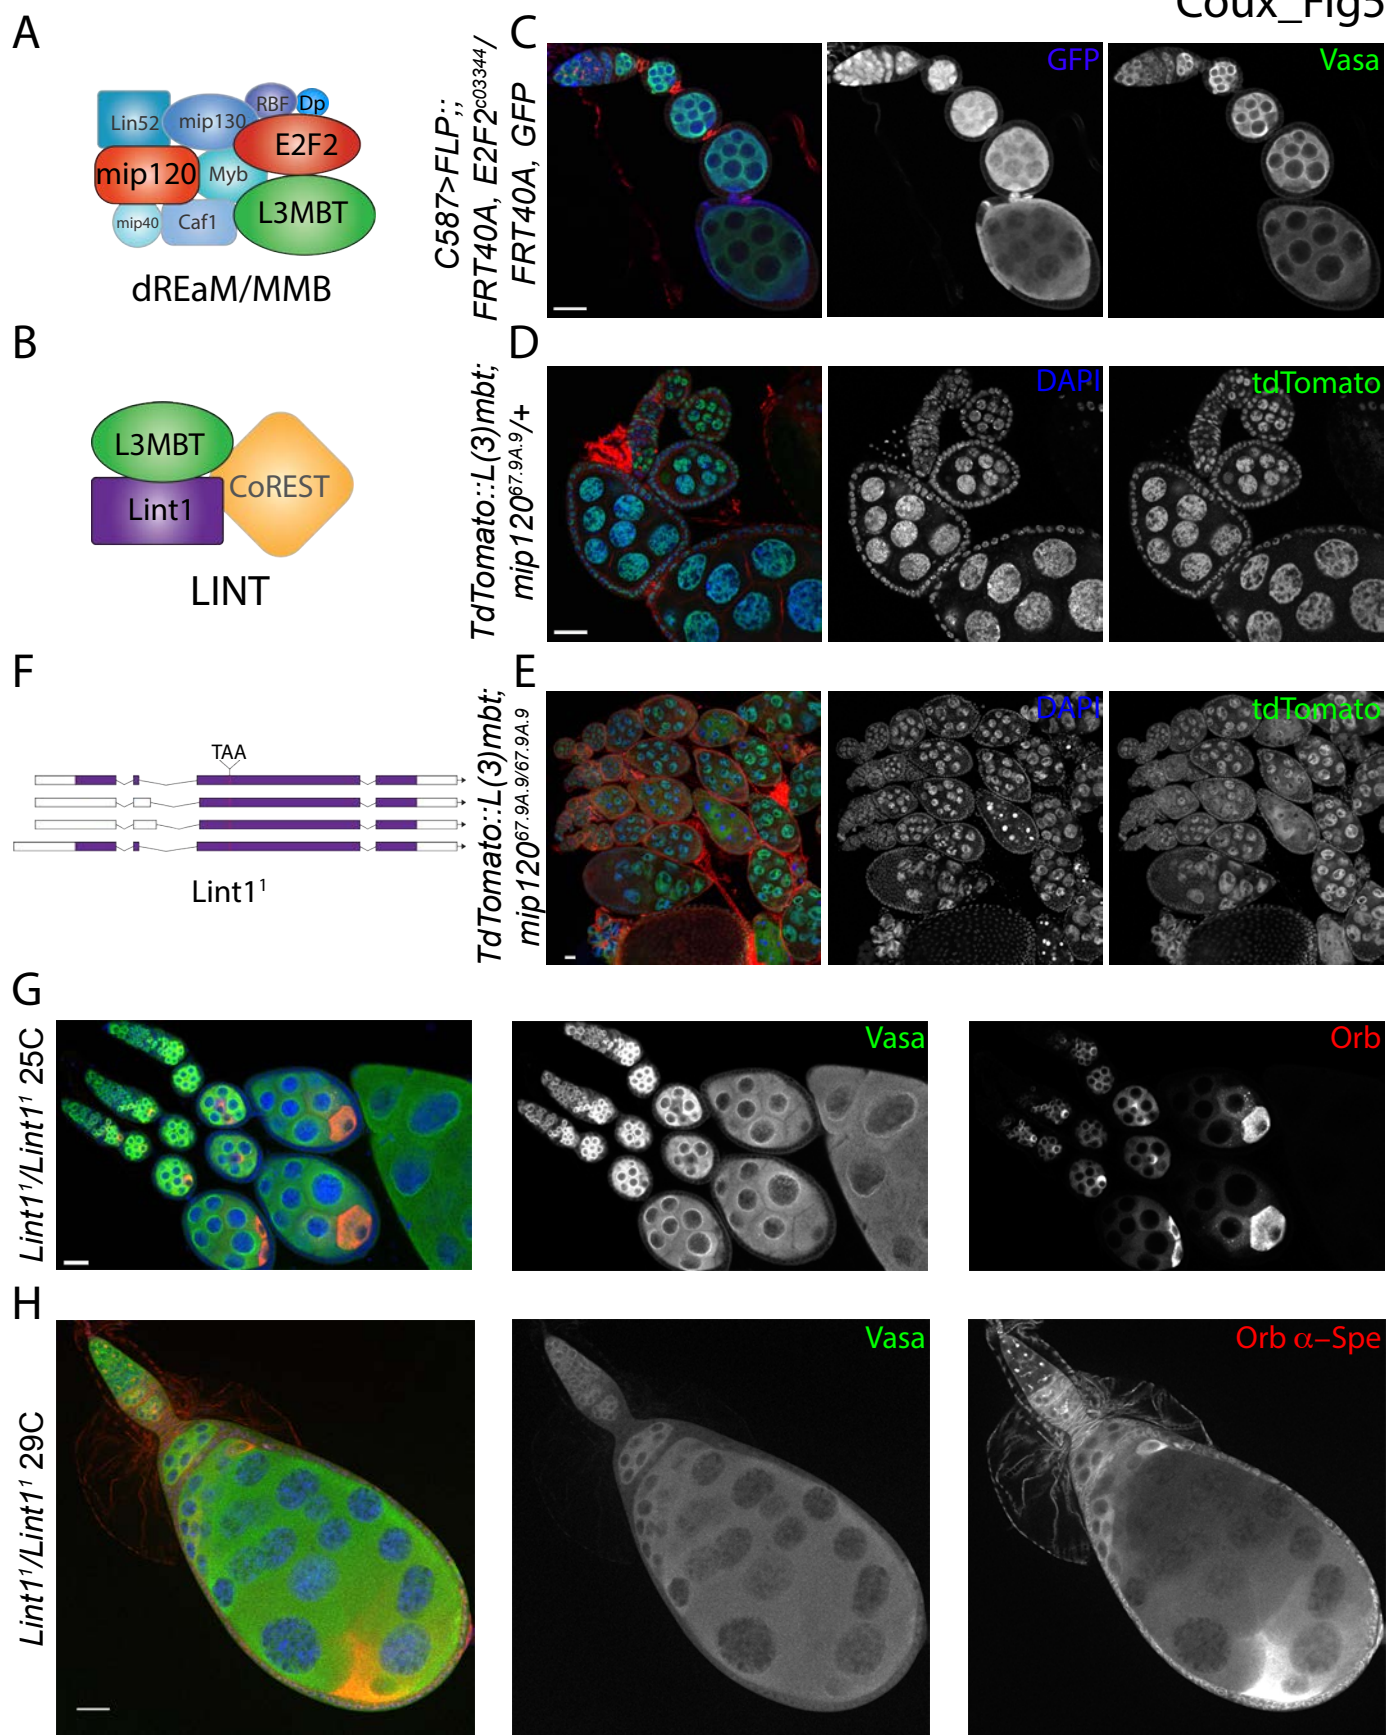 Coux_Fig5
A
Lin52
mip130
RBF
Dp
E2F2
mip120
Myb
L3MBT
mip40
Caf1
dREaM/MMB
B
L3MBT
CoREST
Lint1
LINT
C
C587>FLP;;
FRT40A, E2F2c03344/
FRT40A, GFP
GFP
Vasa
D
TdTomato::L(3)mbt;
mip12067.9A.9/+
DAPI
tdTomato
F
TAA
Lint1¹
E
TdTomato::L(3)mbt;
mip12067.9A.9/67.9A.9
DAPI
tdTomato
G
Lint1¹/Lint1¹ 25C
Vasa
Orb
H
Lint1¹/Lint1¹ 29C
Vasa
Orb α–Spe